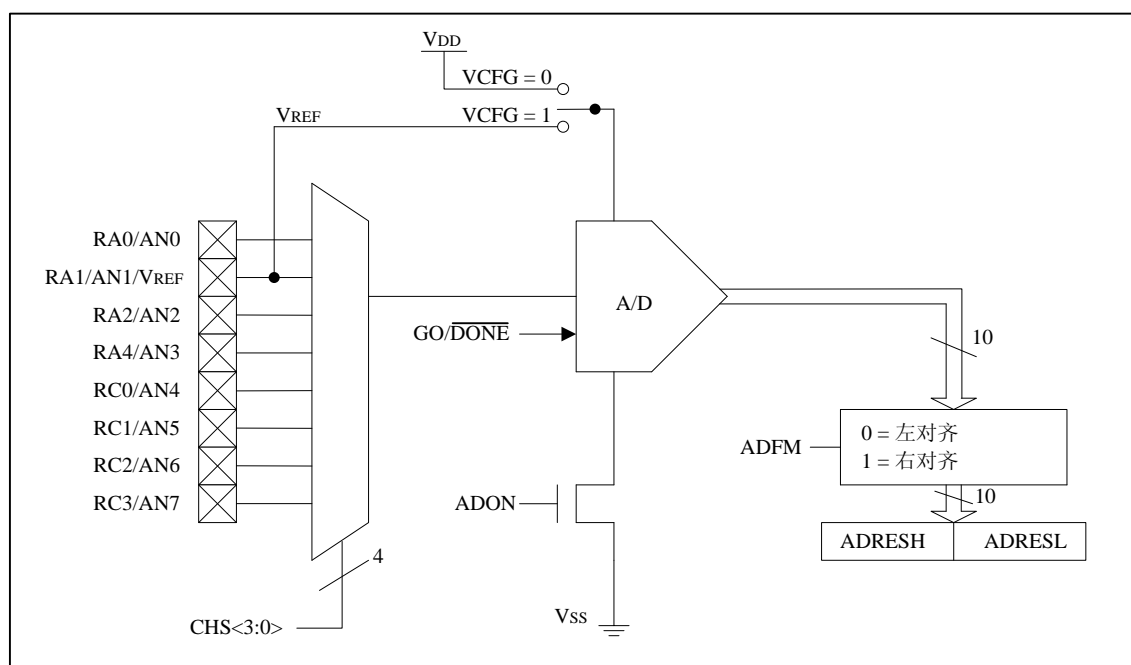 VDD
VCFG = 0
VREF
VCFG = 1
RA0/AN0
RA1/AN1/VREF
RA2/AN2
RA4/AN3
RC0/AN4
RC1/AN5
RC2/AN6
RC3/AN7
A/D
GO/DONE
10
ADFM
0 = 左对齐
1 = 右对齐
10
ADON
ADRESH
ADRESL
4
CHS<3:0>
VSS